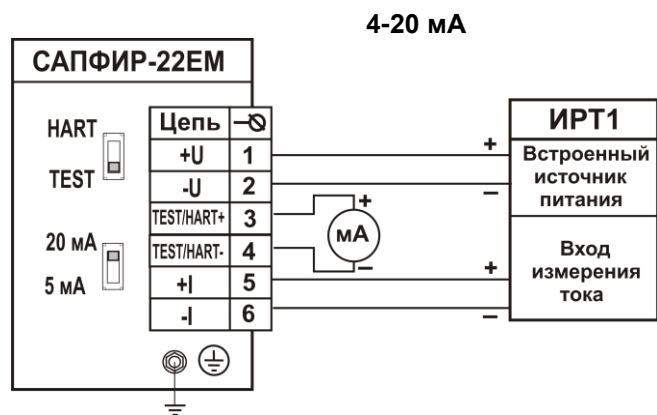 4-20 мА
САПФИР-22ЕМ
HART
TEST
20 мА
5 мА
Цепь
+U 1
-U 2
TEST/HART+ 3
TEST/HART- 4
+I 5
-I 6
+
−
+
мА
−
+
−
ИРТ1
Встроенный
источник
питания
Вход
измерения
тока